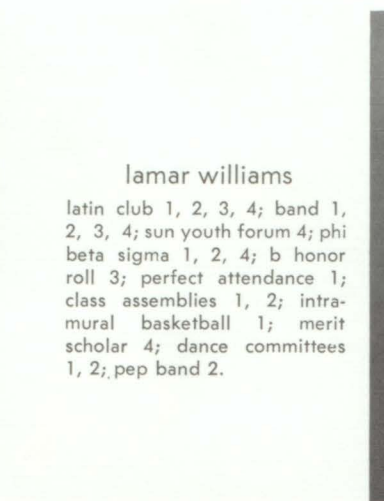 lamar williams
latin club 1, 2, 3, 4; band 1,
2, 3, 4; sun youth forum 4; phi
beta sigma 1, 2, 4; b honor
roll 3; perfect attendance 1;
class assemblies 1, 2; intra-
mural basketball 1; merit
scholar 4; dance committees
1, 2; pep band 2.